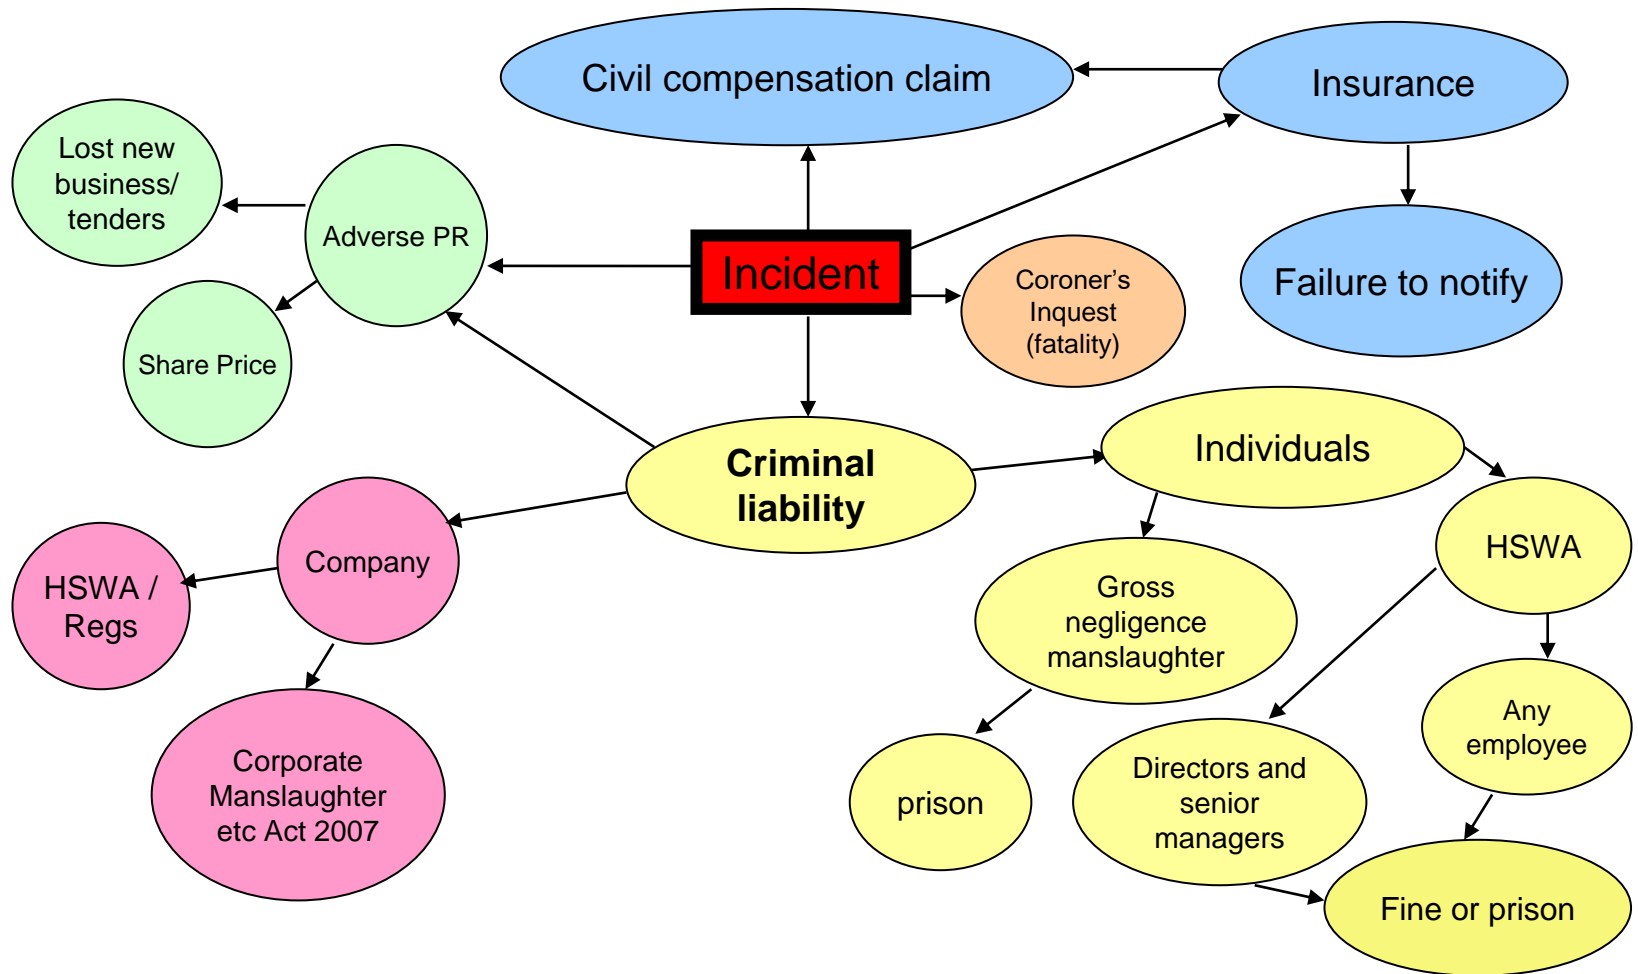 Civil compensation claim
Insurance
Lost new
business/
tenders
Adverse PR
Incident
Coroner's
Inquest
(fatality)
Failure to notify
Share Price
Criminal
liability
Individuals
Company
HSWA
HSWA /
Regs
Gross
negligence
manslaughter
Any
employee
Corporate
Manslaughter
etc Act 2007
prison
Directors and
senior
managers
Fine or prison